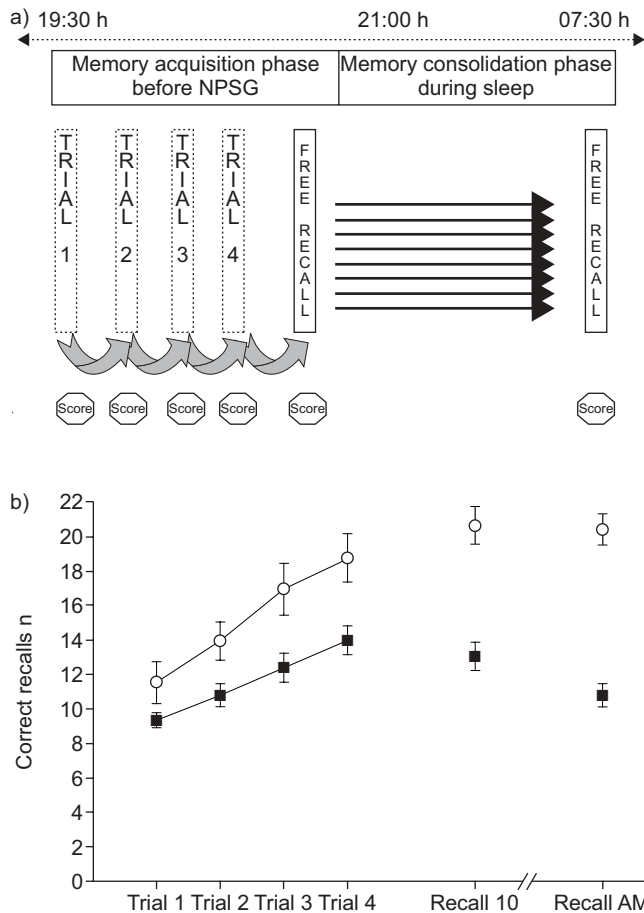 a) 19:30 h 21:00 h 07:30 h
Memory acquisition phase
before NPSG
Memory consolidation phase
during sleep
TRIAL 1
TRIAL 2
TRIAL 3
TRIAL 4
FREE RECALL
FREE RECALL
Score Score Score Score Score Score
b)
22
20
18
16
14
12
10
8
6
4
2
0
Correct recalls n
Trial 1 Trial 2 Trial 3 Trial 4 Recall 10 Recall AM